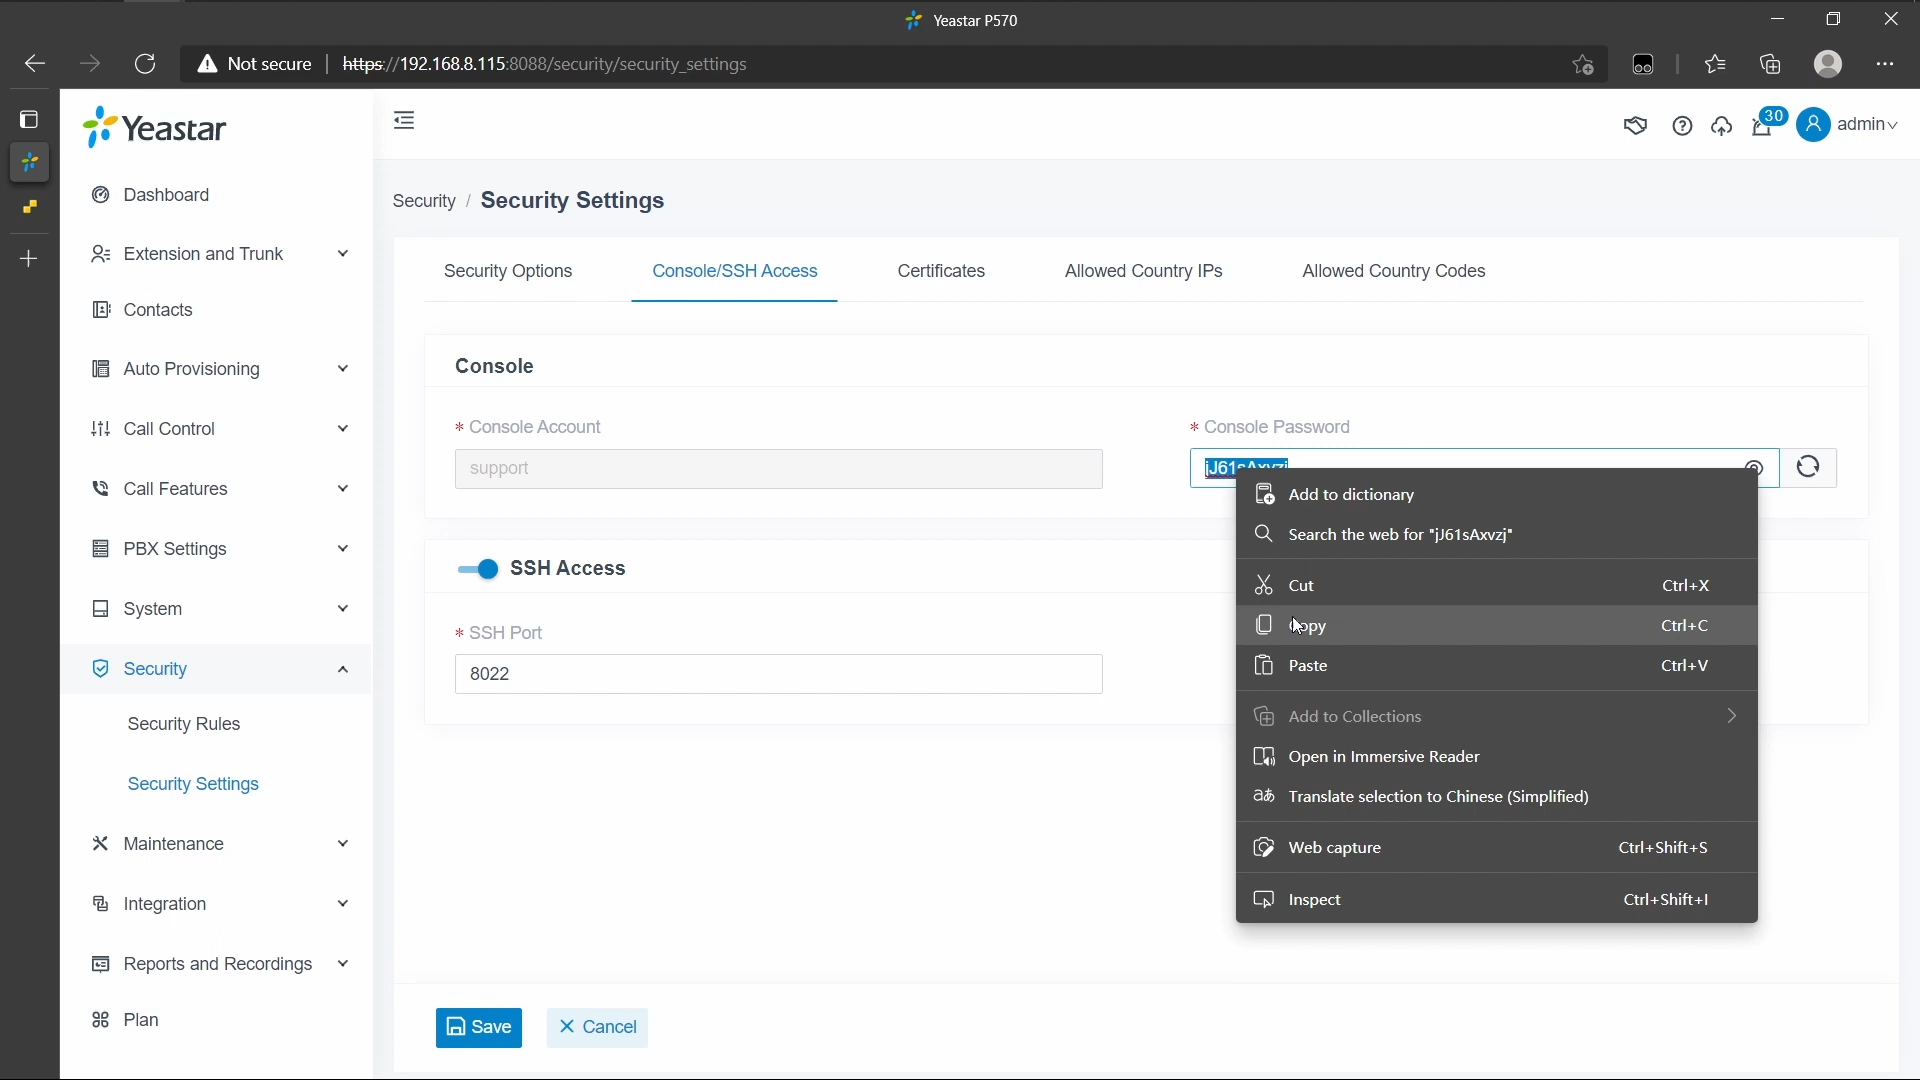 Yeastar P570
Not secure
https://192.168.8.115:8088/security/security_settings
Yeastar
30
admin
Dashboard
Extension and Trunk
Contacts
Auto Provisioning
Call Control
Call Features
PBX Settings
System
Security
Security Rules
Security Settings
Maintenance
Integration
Reports and Recordings
Plan
Security / Security Settings
Security Options
Console/SSH Access
Certificates
Allowed Country IPs
Allowed Country Codes
Console
* Console Account
support
* Console Password
jJ61sAxvzj
SSH Access
* SSH Port
8022
Add to dictionary
Search the web for "jJ61sAxvzj"
Cut Ctrl+X
Copy Ctrl+C
Paste Ctrl+V
Add to Collections
Open in Immersive Reader
Translate selection to Chinese (Simplified)
Web capture Ctrl+Shift+S
Inspect Ctrl+Shift+I
Save
Cancel